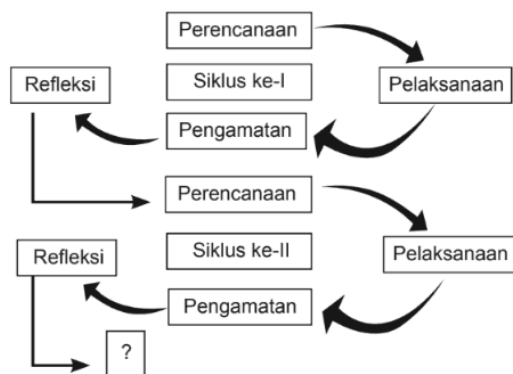 Perencanaan
Refleksi
Siklus ke-I
Pelaksanaan
Pengamatan
Perencanaan
Refleksi
Siklus ke-II
Pelaksanaan
Pengamatan
?